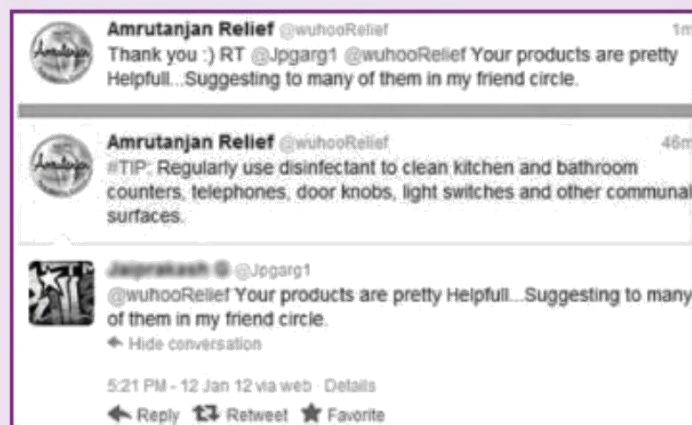 Amrutanjan Relief @wuhooRelief 1m
Thank you :) RT @Jpgarg1 @wuhooRelief Your products are pretty
Helpfull...Suggesting to many of them in my friend circle.
Amrutanjan Relief @wuhooRelief 46m
#TIP: Regularly use disinfectant to clean kitchen and bathroom
counters, telephones, door knobs, light switches and other communal
surfaces.
@Jpgarg1
@wuhooRelief Your products are pretty Helpfull...Suggesting to many
of them in my friend circle.
Hide conversation
5:21 PM - 12 Jan 12 via web · Details
Reply Retweet Favorite